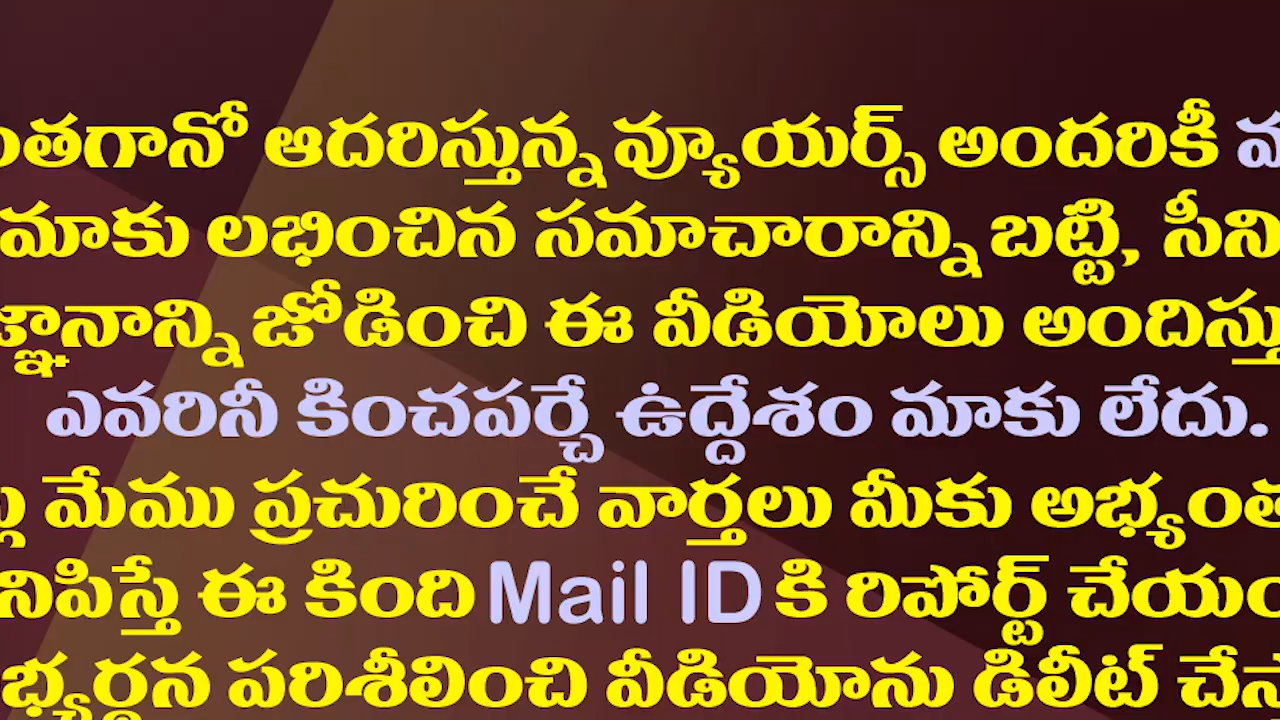 ఆదరిస్తున్న వ్యూయర్స్ అందరికీ
మాకు లభించిన సమాచారాన్ని బట్టి,
జోడించి ఈ వీడియోలు
ఎవరినీ కించపర్చే ఉద్దేశం మాకు లేదు.
మేము ప్రచురించే వార్తలు మీకు
ఈ కింది Mail ID కి రిపోర్ట్
పరిశీలించి వీడియోను డిలీట్